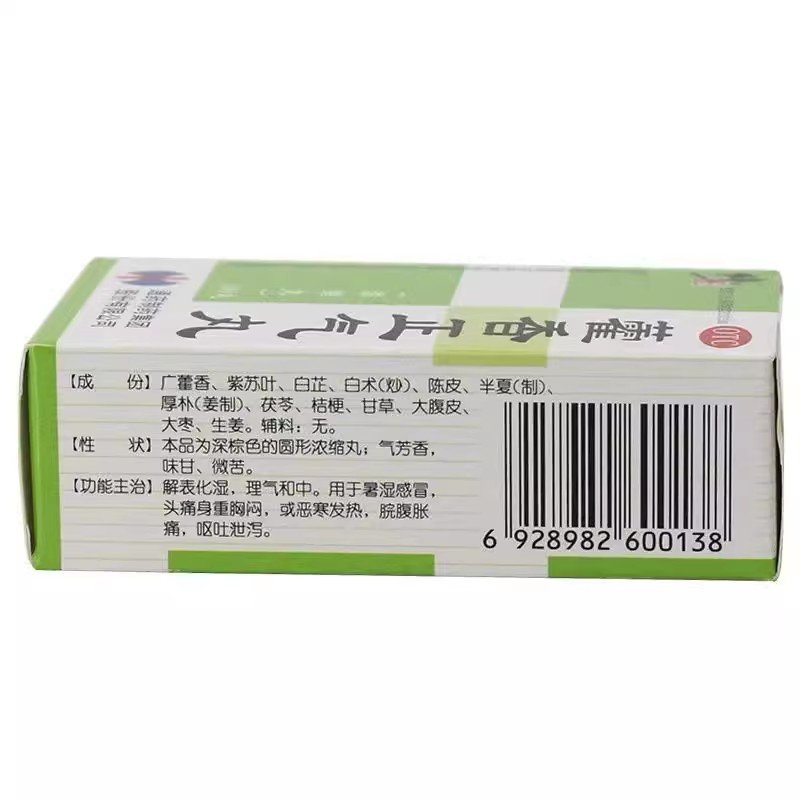 藿香正气丸
OTC
【成　份】广藿香、紫苏叶、白芷、白术(炒)、陈皮、半夏(制)、
厚朴(姜制)、茯苓、桔梗、甘草、大腹皮、
大枣、生姜。辅料：无。
【性　状】本品为深棕色的圆形浓缩丸；气芳香，
味甘、微苦。
【功能主治】解表化湿，理气和中。用于暑湿感冒，
头痛身重胸闷，或恶寒发热，脘腹胀
痛，呕吐泄泻。
6 928982 600138